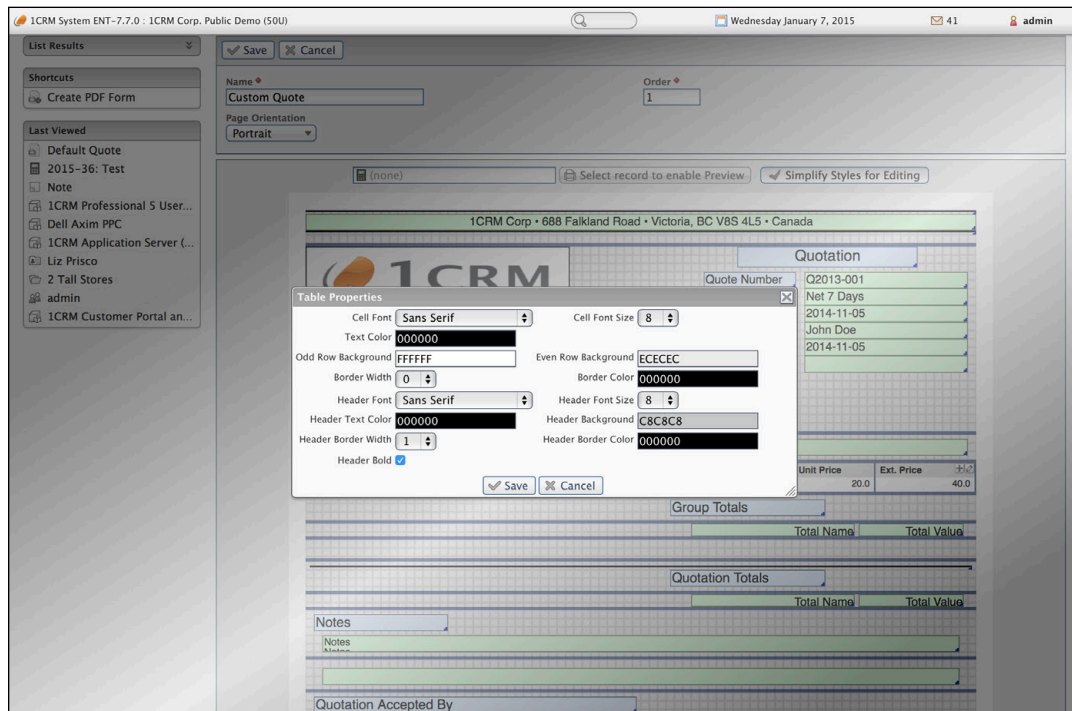 1CRM System ENT-7.7.0 : 1CRM Corp. Public Demo (50U)
Wednesday January 7, 2015
41
admin
List Results
Shortcuts
Create PDF Form
Last Viewed
Default Quote
2015-36: Test
Note
1CRM Professional 5 User...
Dell Axim PPC
1CRM Application Server (...
Liz Prisco
2 Tall Stores
admin
1CRM Customer Portal an...
Save Cancel
Name Order
Custom Quote 1
Page Orientation
Portrait
(none) Select record to enable Preview Simplify Styles for Editing
1CRM Corp • 688 Falkland Road • Victoria, BC V8S 4L5 • Canada
1CRM
Quotation
Quote Number Q2013-001
Net 7 Days
2014-11-05
John Doe
2014-11-05
Table Properties
Cell Font Sans Serif Cell Font Size 8
Text Color 000000
Odd Row Background FFFFFF Even Row Background ECECEC
Border Width 0 Border Color 000000
Header Font Sans Serif Header Font Size 8
Header Text Color 000000 Header Background C8C8C8
Header Border Width 1 Header Border Color 000000
Header Bold
Save Cancel
Unit Price Ext. Price
20.0 40.0
Group Totals
Total Name Total Value
Quotation Totals
Total Name Total Value
Notes
Notes
Notes
Quotation Accepted By